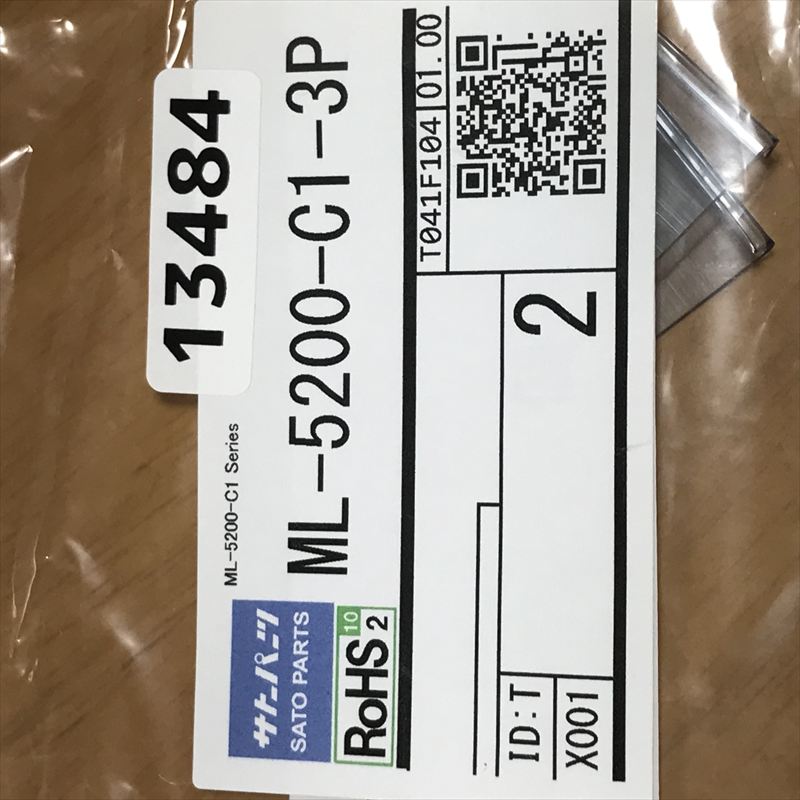 13484
ML-5200-C1 Series
ML-5200-C1-3P
サトーパーツ
SATO PARTS
RoHS 10 2
T041F104 01.00
2
ID:T
X001